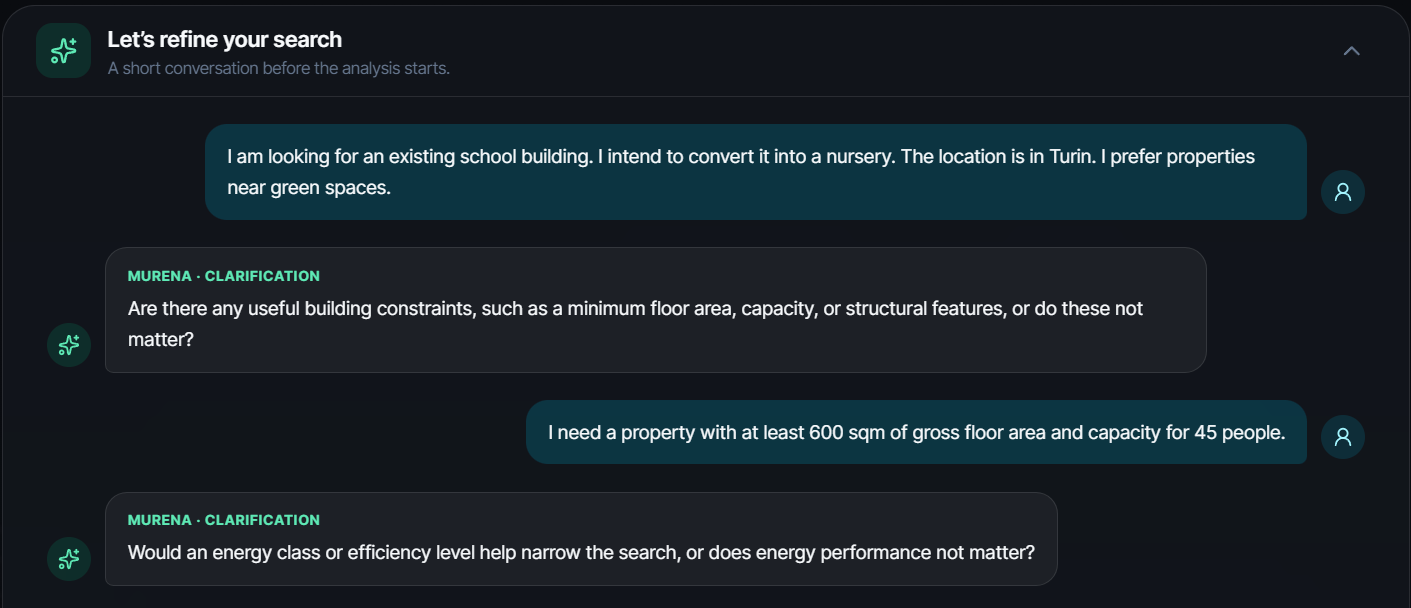 Let’s refine your search
A short conversation before the analysis starts.
I am looking for an existing school building. I intend to convert it into a nursery. The location is in Turin. I prefer properties
near green spaces.
MURENA · CLARIFICATION
Are there any useful building constraints, such as a minimum floor area, capacity, or structural features, or do these not
matter?
I need a property with at least 600 sqm of gross floor area and capacity for 45 people.
MURENA · CLARIFICATION
Would an energy class or efficiency level help narrow the search, or does energy performance not matter?